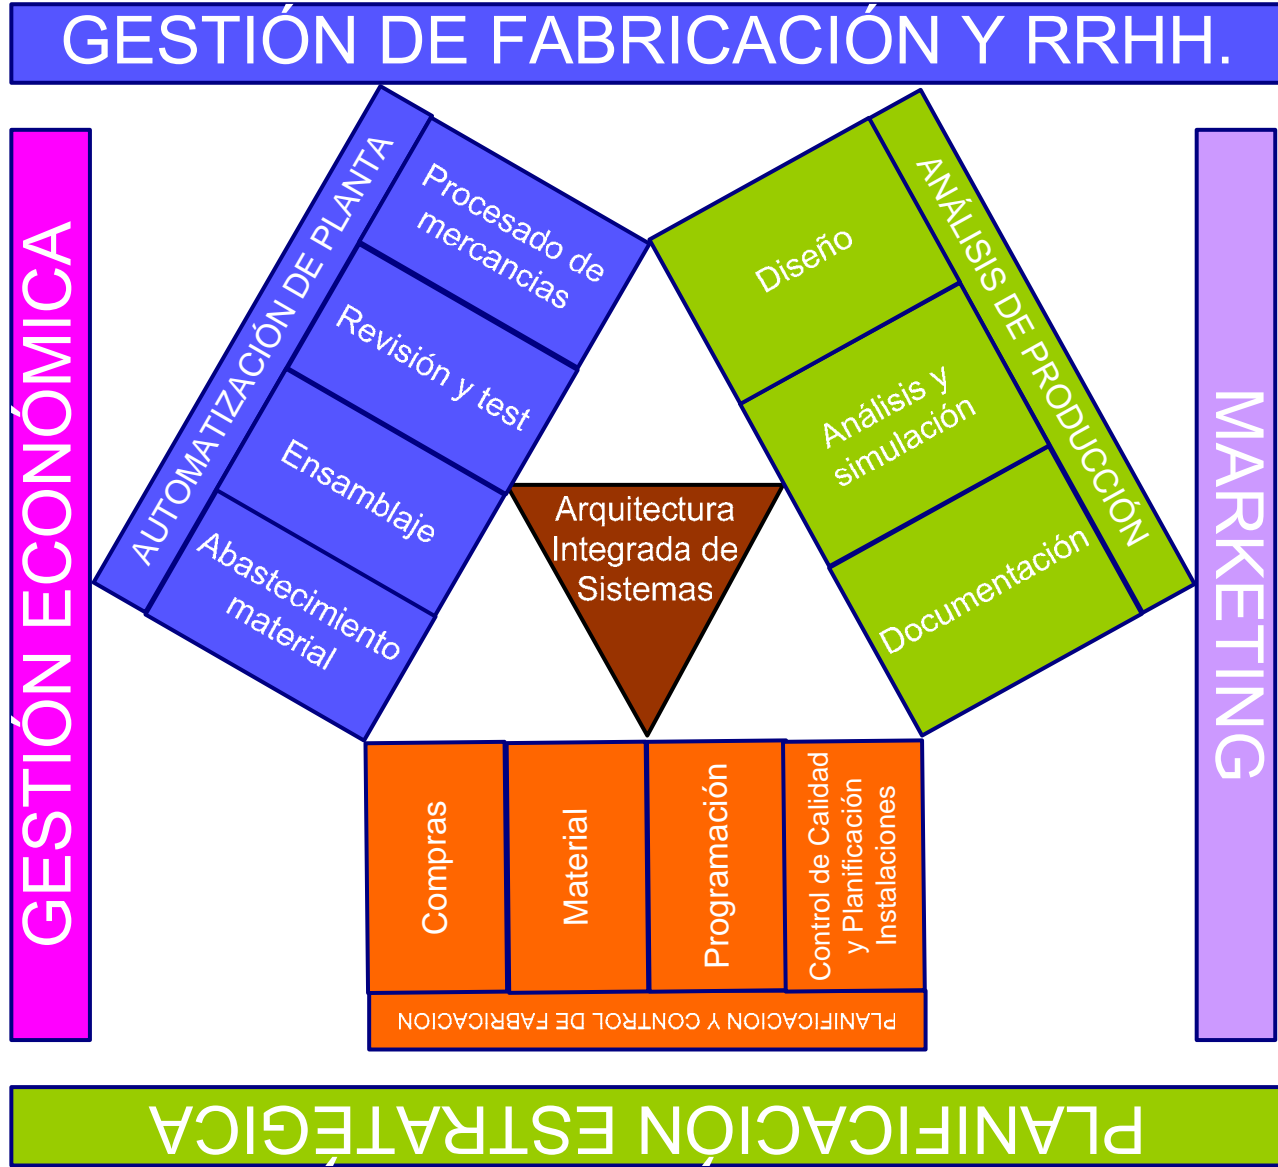 GESTIÓN DE FABRICACIÓN Y RRHH.
GESTIÓN ECONÓMICA
AUTOMATIZACIÓN DE PLANTA
Procesado de
mercancias
Revisión y test
Ensamblaje
Abastecimiento
material
ANÁLISIS DE PRODUCCIÓN
Diseño
Análisis y
simulación
Documentación
Arquitectura
Integrada de
Sistemas
Compras
Material
Programación
Control de Calidad
y Planificación
Instalaciones
PLANIFICACION Y CONTROL DE FABRICACION
MARKETING
PLANIFICACIÓN ESTRATÉGICA